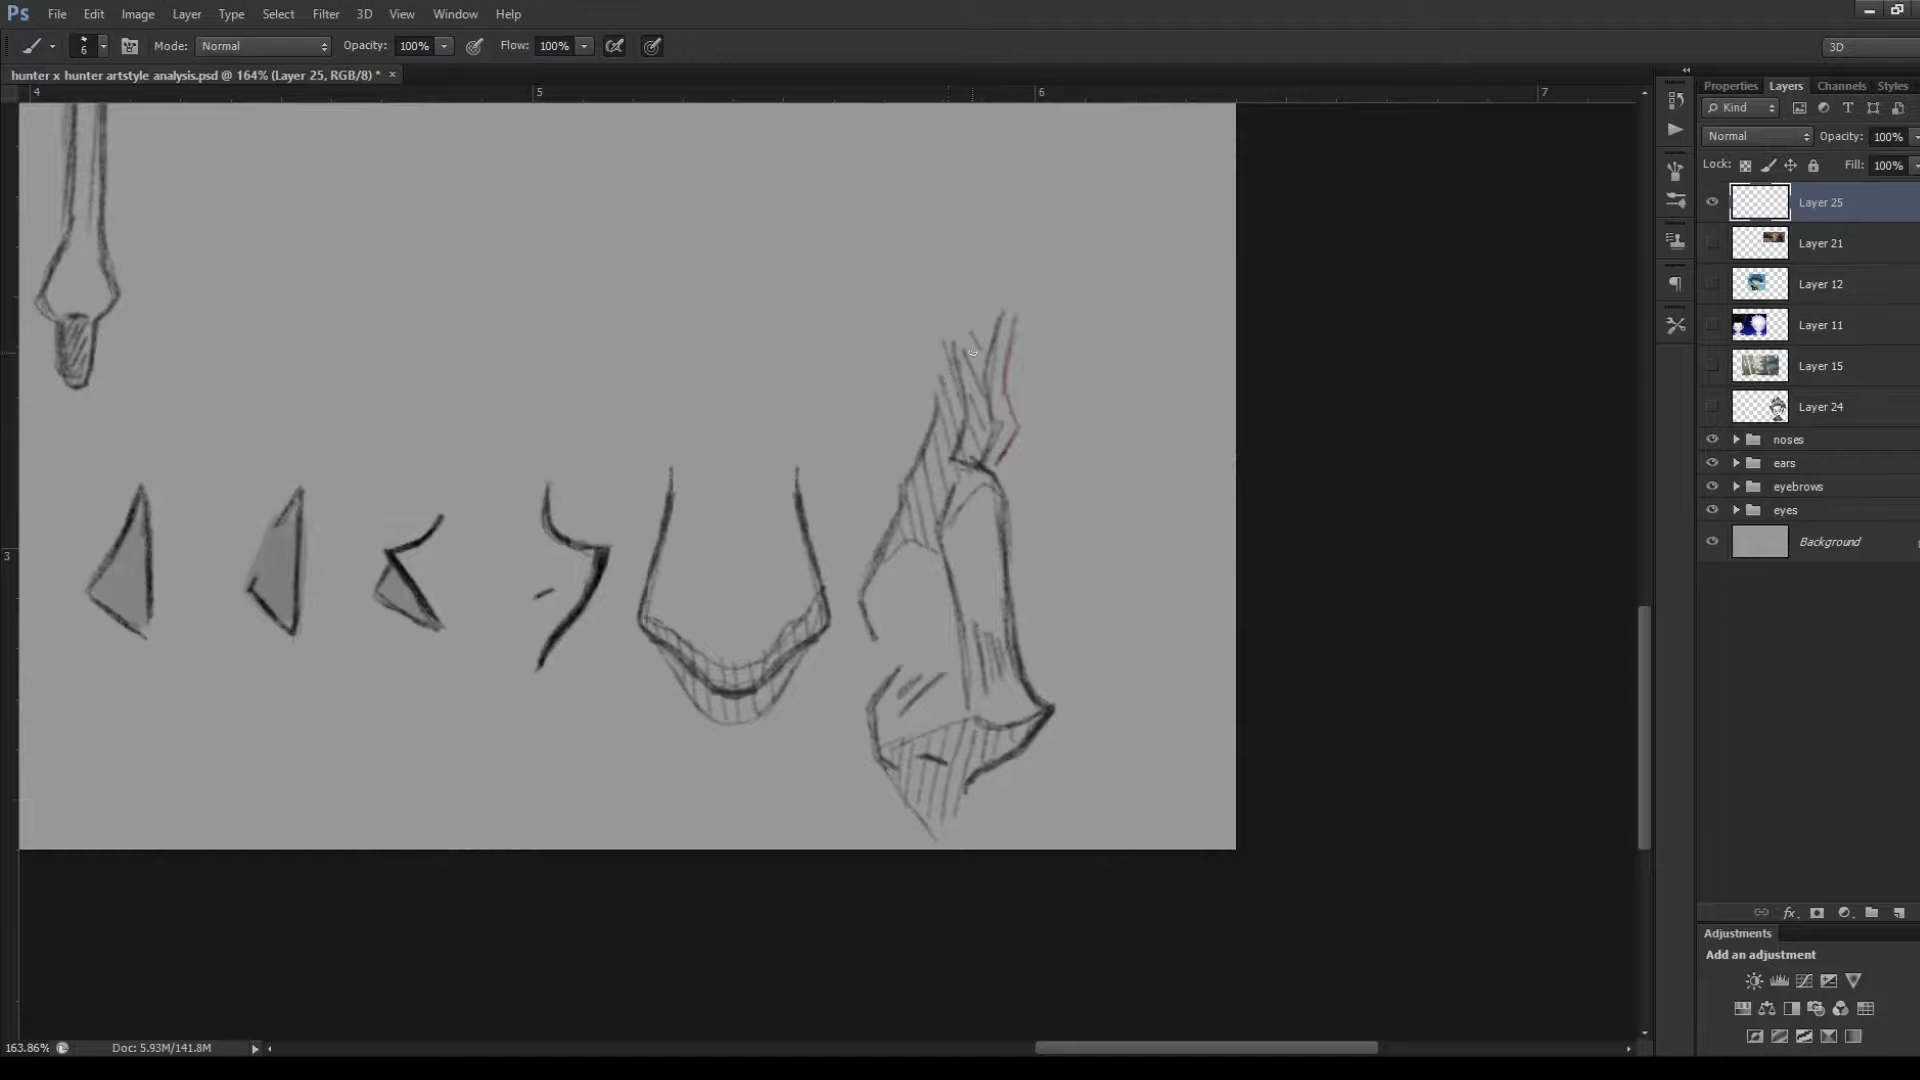 Ps File Edit Image Layer Type Select Filter 3D View Window Help
6 Mode: Normal Opacity: 100% Flow: 100% 3D
hunter x hunter artstyle analysis.psd @ 164% (Layer 25, RGB/8) * ×
4 5 6 7
Properties Layers Channels Styles
Kind
Normal Opacity: 100%
Lock: Fill: 100%
Layer 25
Layer 21
Layer 12
Layer 11
Layer 15
Layer 24
noses
ears
eyebrows
eyes
3
Background
fx
Adjustments
Add an adjustment
163.86% Doc: 5.93M/141.8M